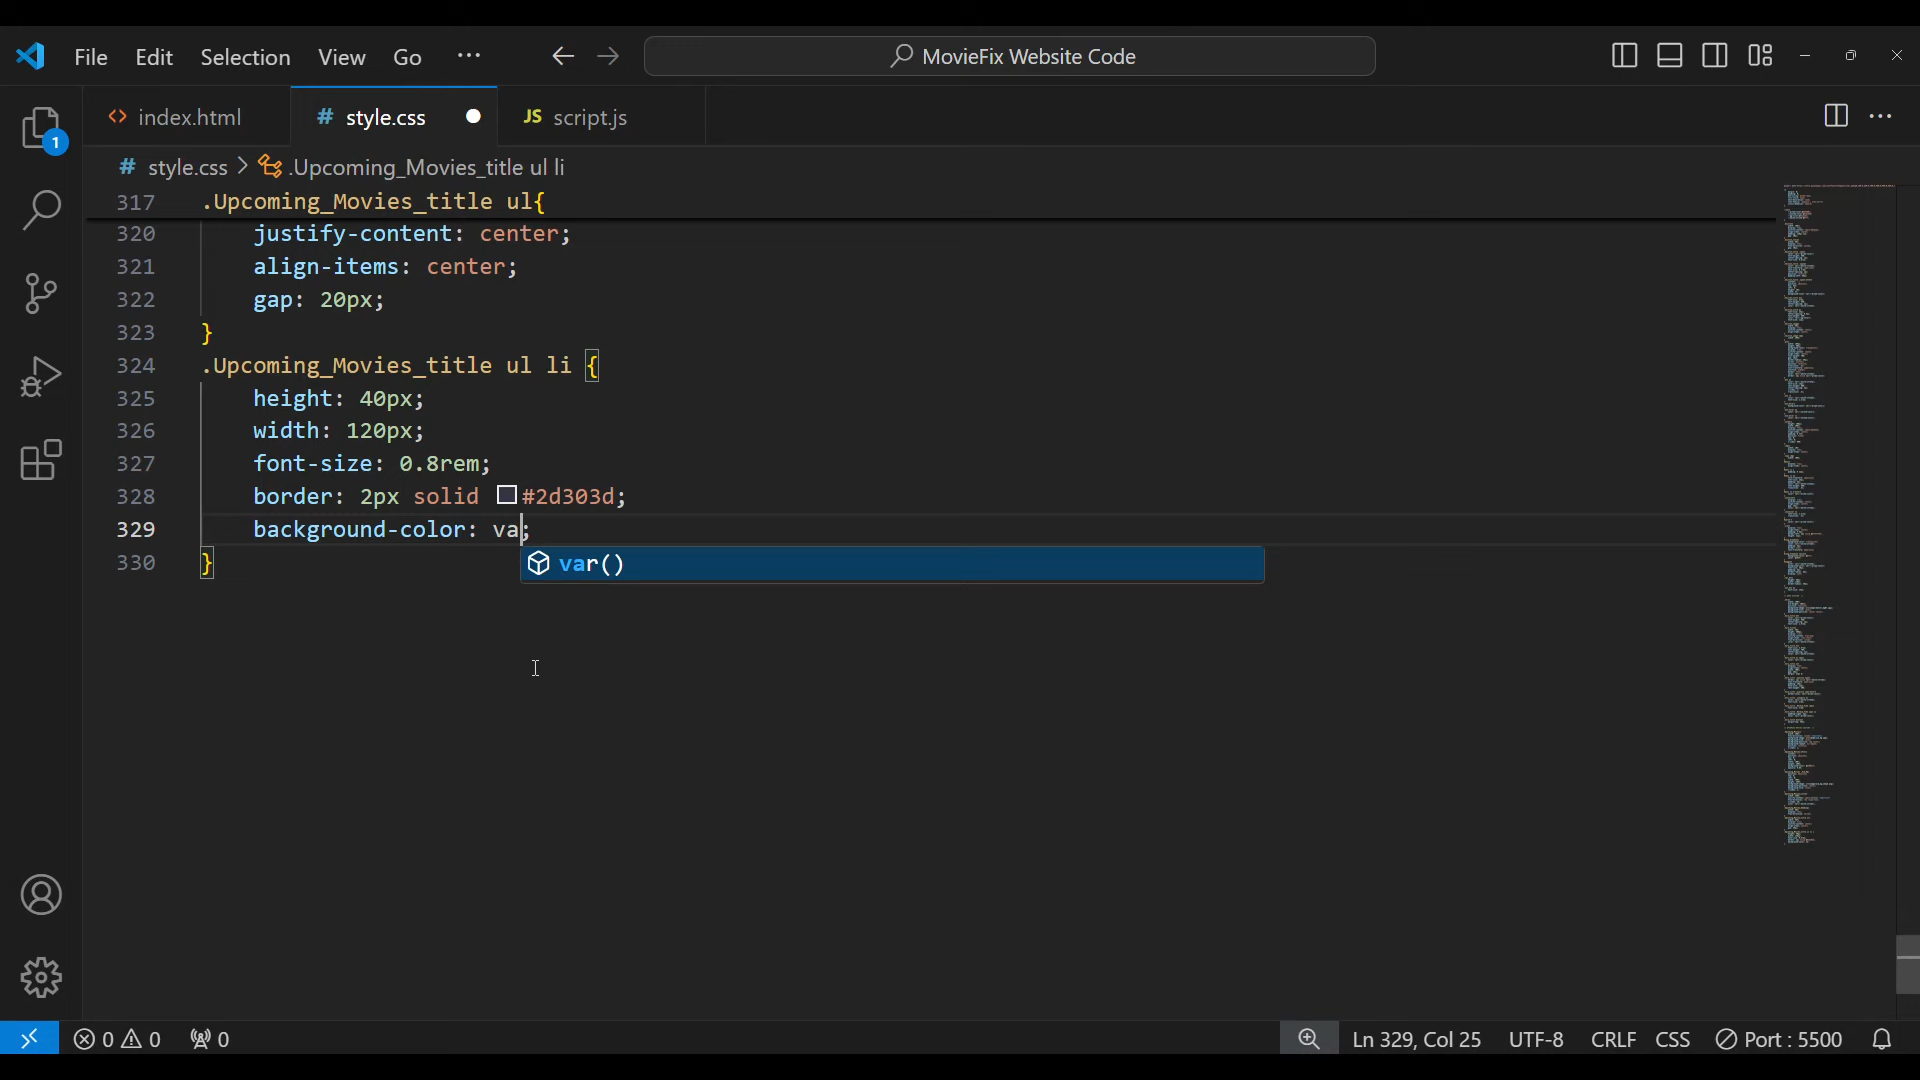 File Edit Selection View Go ··· MovieFix Website Code
index.html # style.css JS script.js
# style.css > .Upcoming_Movies_title ul li
317 .Upcoming_Movies_title ul{
320 justify-content: center;
321 align-items: center;
322 gap: 20px;
323 }
324 .Upcoming_Movies_title ul li {
325 height: 40px;
326 width: 120px;
327 font-size: 0.8rem;
328 border: 2px solid #2d303d;
329 background-color: va;
330 }
var()
1
0 0 0 Ln 329, Col 25 UTF-8 CRLF CSS Port : 5500